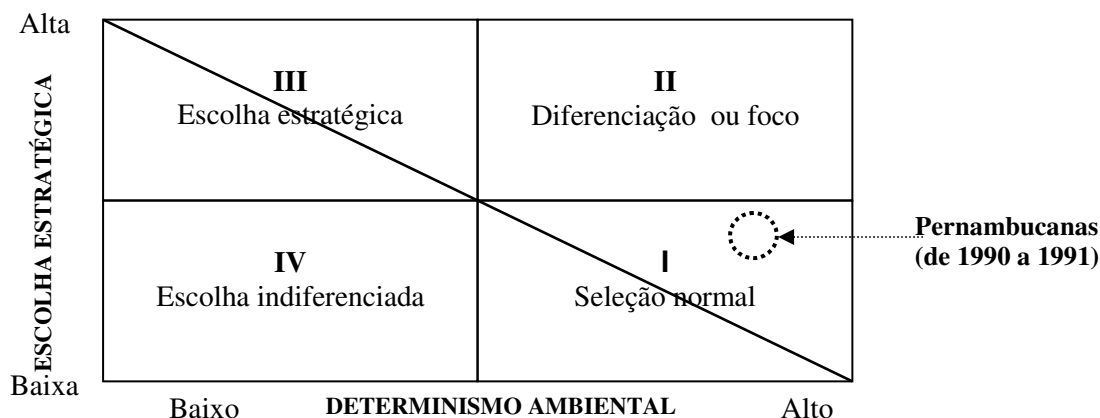 Alta
ESCOLHA ESTRATÉGICA
III
Escolha estratégica
II
Diferenciação ou foco
IV
Escolha indiferenciada
I
Seleção normal
Pernambucanas
(de 1990 a 1991)
Baixa
Baixo
DETERMINISMO AMBIENTAL
Alto